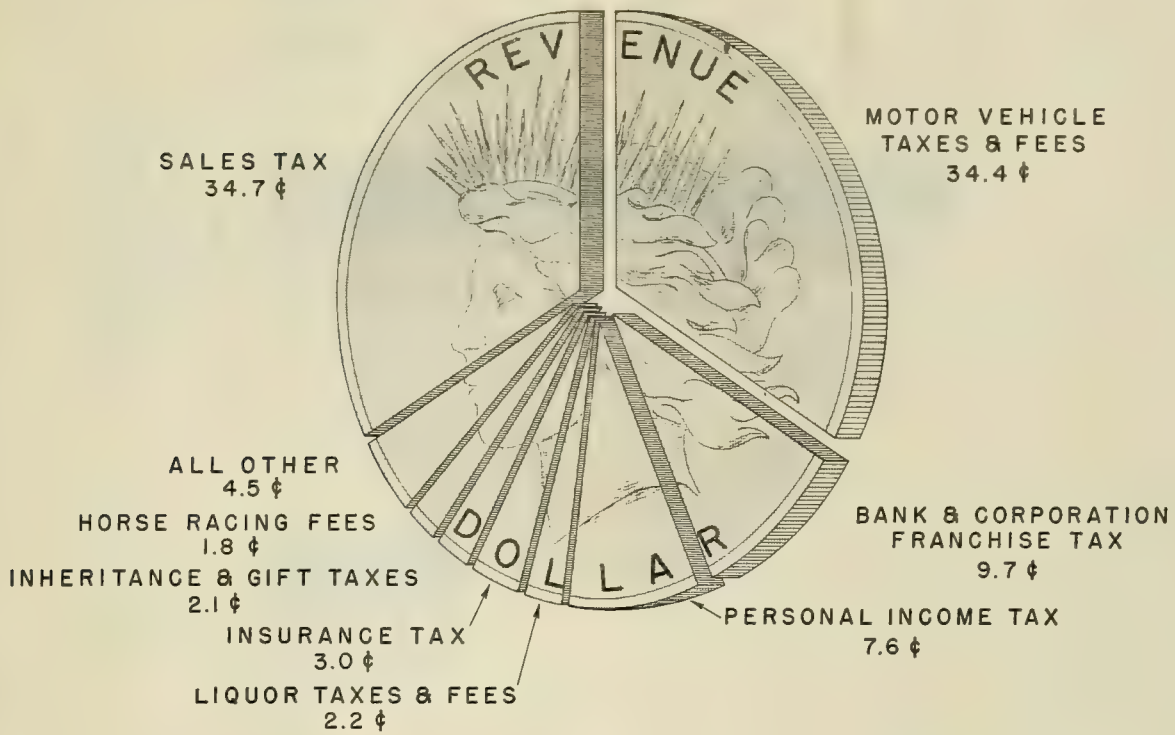 REVENUE
SALES TAX
34.7 ¢
MOTOR VEHICLE
TAXES & FEES
34.4 ¢
ALL OTHER
4.5 ¢
HORSE RACING FEES
1.8 ¢
INHERITANCE & GIFT TAXES
2.1 ¢
INSURANCE TAX
3.0 ¢
LIQUOR TAXES & FEES
2.2 ¢
BANK & CORPORATION
FRANCHISE TAX
9.7 ¢
PERSONAL INCOME TAX
7.6 ¢
DOLLAR